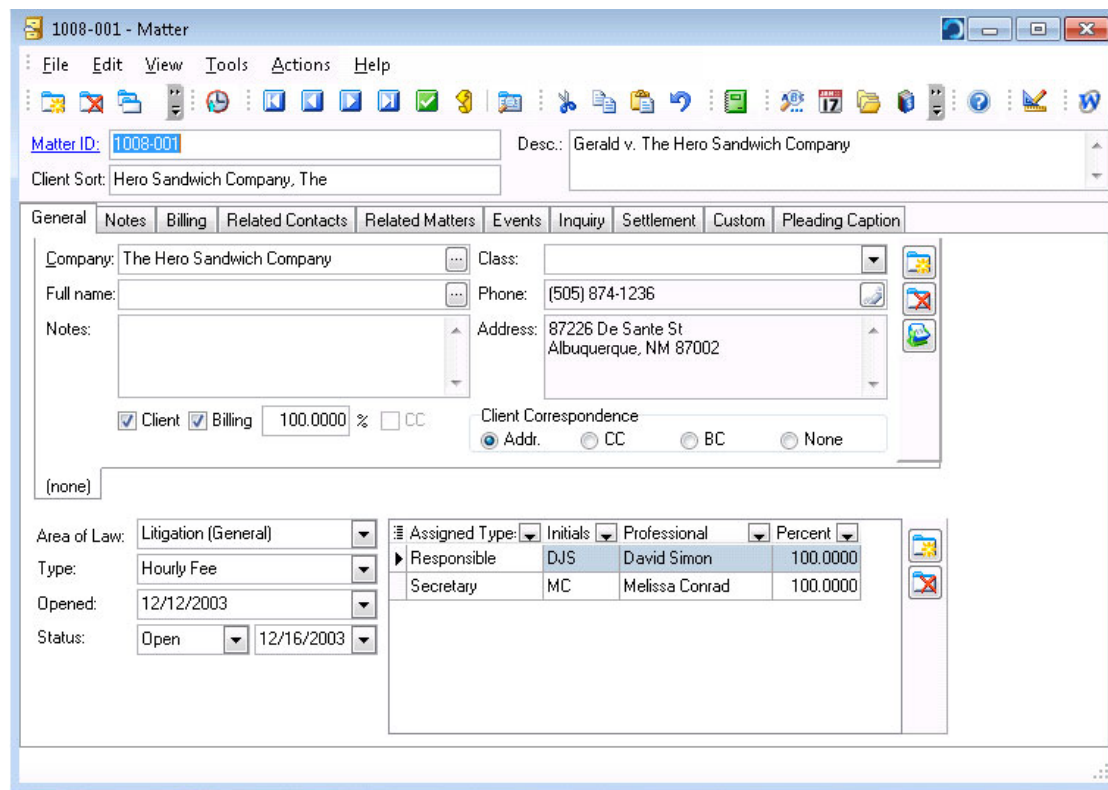 1008-001 - Matter
File Edit View Tools Actions Help
17
W
Matter ID: 1008-001 Desc.: Gerald v. The Hero Sandwich Company
Client Sort: Hero Sandwich Company, The
General Notes Billing Related Contacts Related Matters Events Inquiry Settlement Custom Pleading Caption
Company: The Hero Sandwich Company ... Class:
Full name: ... Phone: (505) 874-1236
Notes: Address: 87226 De Sante St
Albuquerque, NM 87002
Client Billing 100.0000 % CC Client Correspondence
Addr. CC BC None
(none)
Area of Law: Litigation (General) Assigned Type: Initials Professional Percent
Type: Hourly Fee Responsible DJS David Simon 100.0000
Opened: 12/12/2003 Secretary MC Melissa Conrad 100.0000
Status: Open 12/16/2003